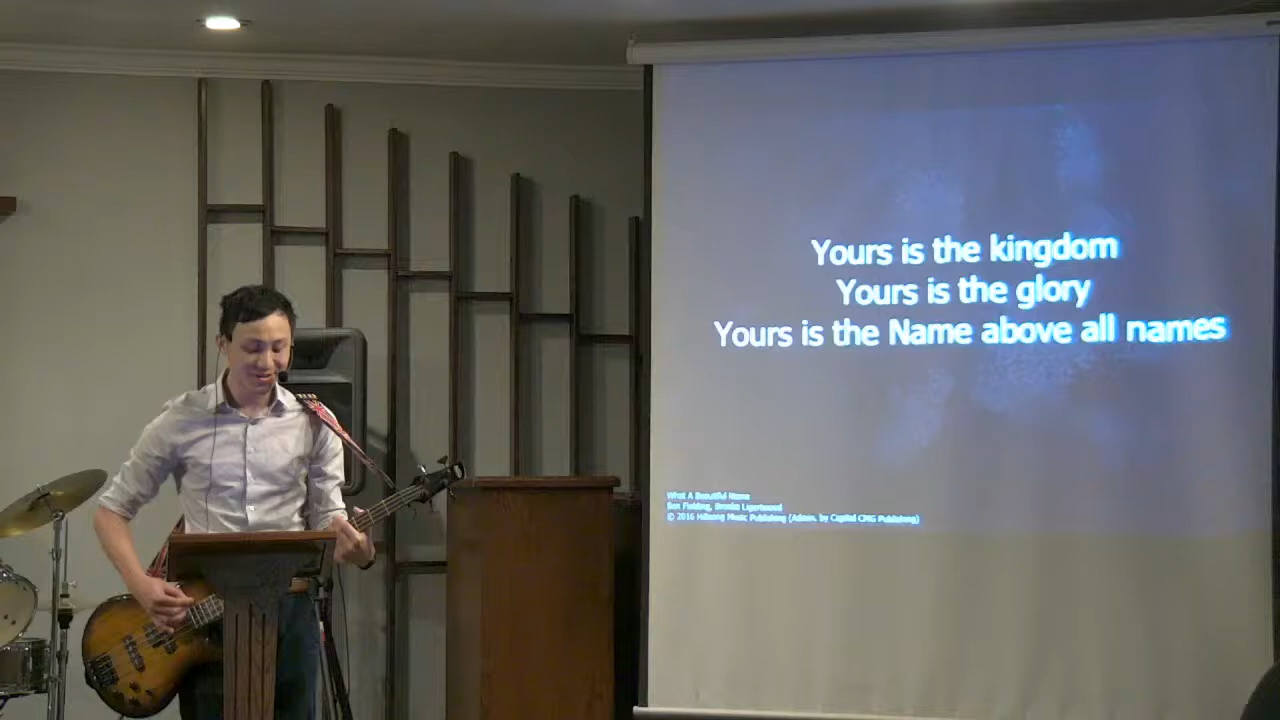 Yours is the kingdom
Yours is the glory
Yours is the Name above all names
What A Beautiful Name
Ben Fielding, Brooke Ligertwood
© 2016 Hillsong Music Publishing (Admin. by Capitol CMG Publishing)